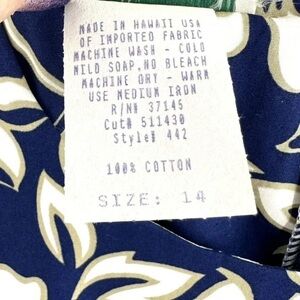 MADE IN HAWAII USA
OF IMPORTED FABRIC
MACHINE WASH - COLD
MILD SOAP, NO BLEACH
MACHINE DRY - WARM
USE MEDIUM IRON
R/N# 37145
Cut# 511430
Style# 442
100% COTTON
SIZE: 14